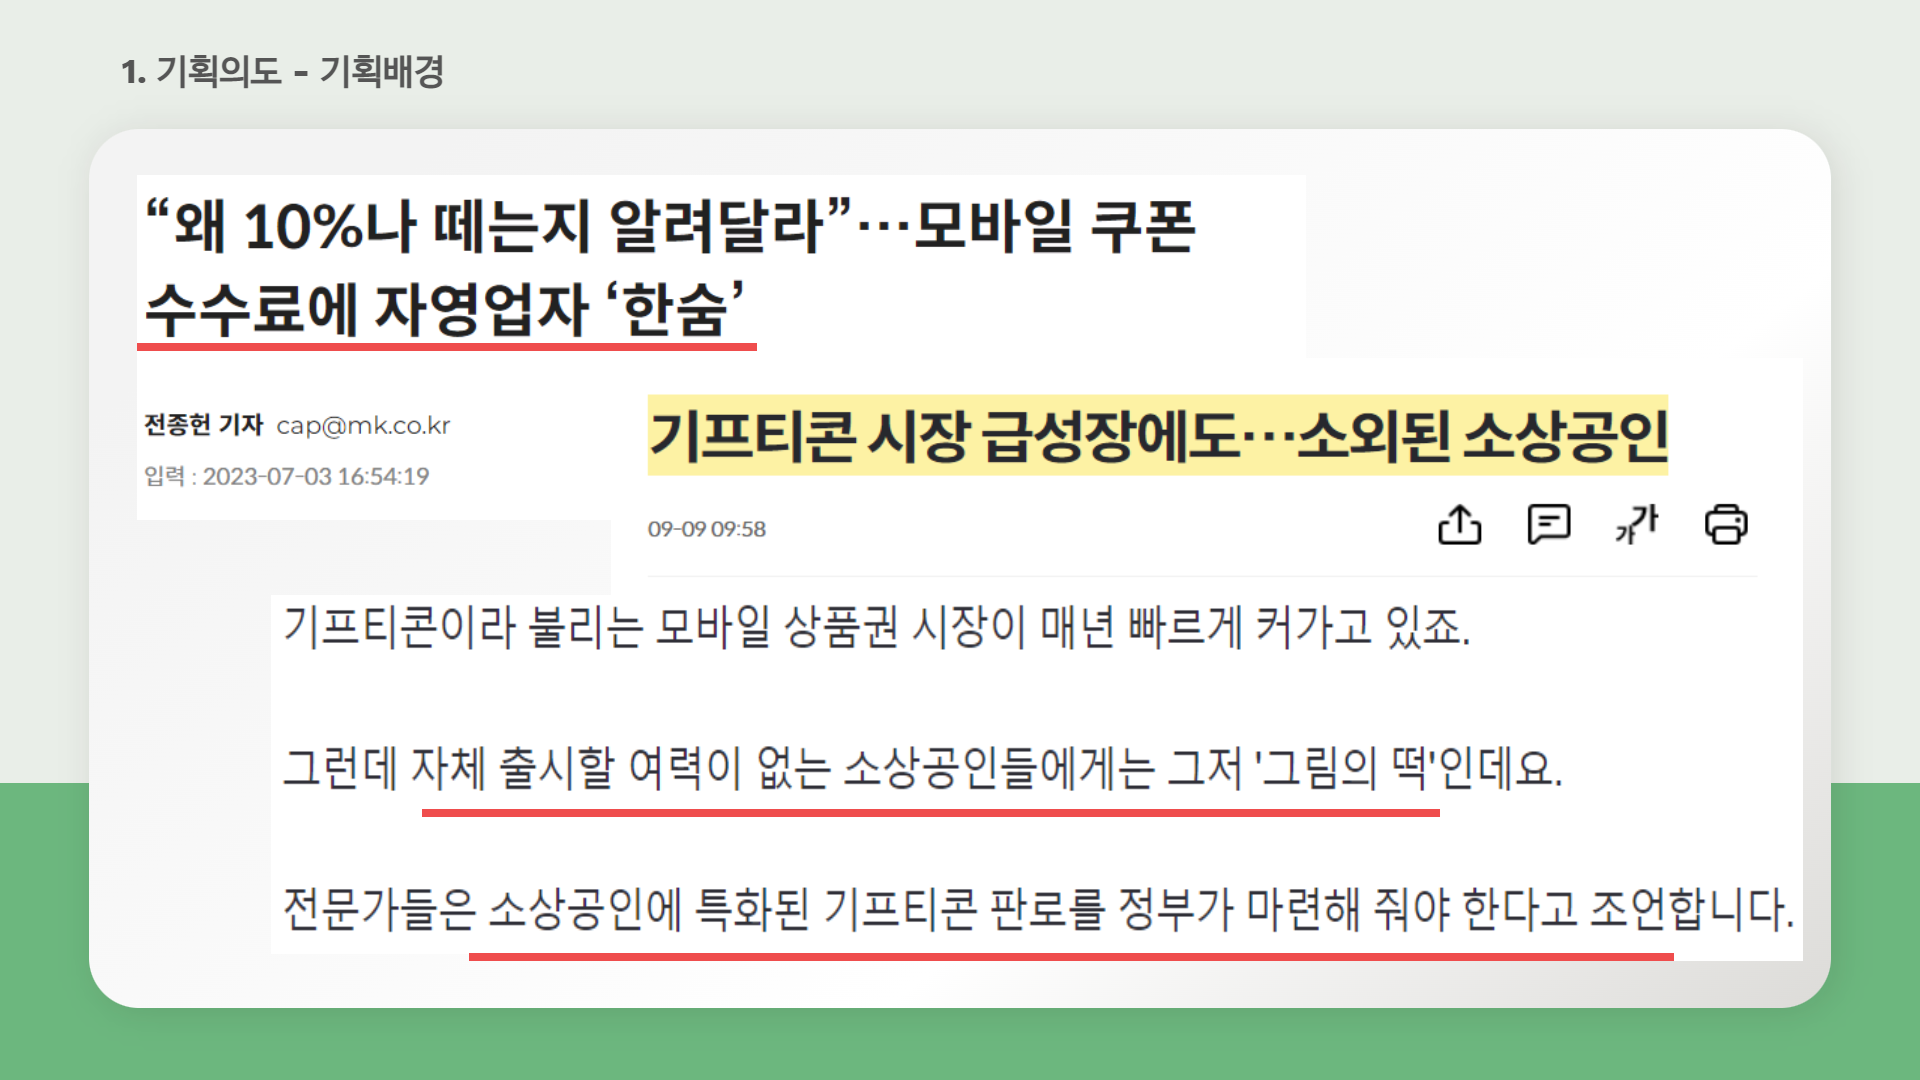 1. 기획의도 - 기획배경
“왜 10%나 떼는지 알려달라”…모바일 쿠폰
수수료에 자영업자 ‘한숨’
전종헌 기자 cap@mk.co.kr
입력 : 2023-07-03 16:54:19
기프티콘 시장 급성장에도…소외된 소상공인
09-09 09:58
가가
기프티콘이라 불리는 모바일 상품권 시장이 매년 빠르게 커가고 있죠.
그런데 자체 출시할 여력이 없는 소상공인들에게는 그저 '그림의 떡'인데요.
전문가들은 소상공인에 특화된 기프티콘 판로를 정부가 마련해 줘야 한다고 조언합니다.